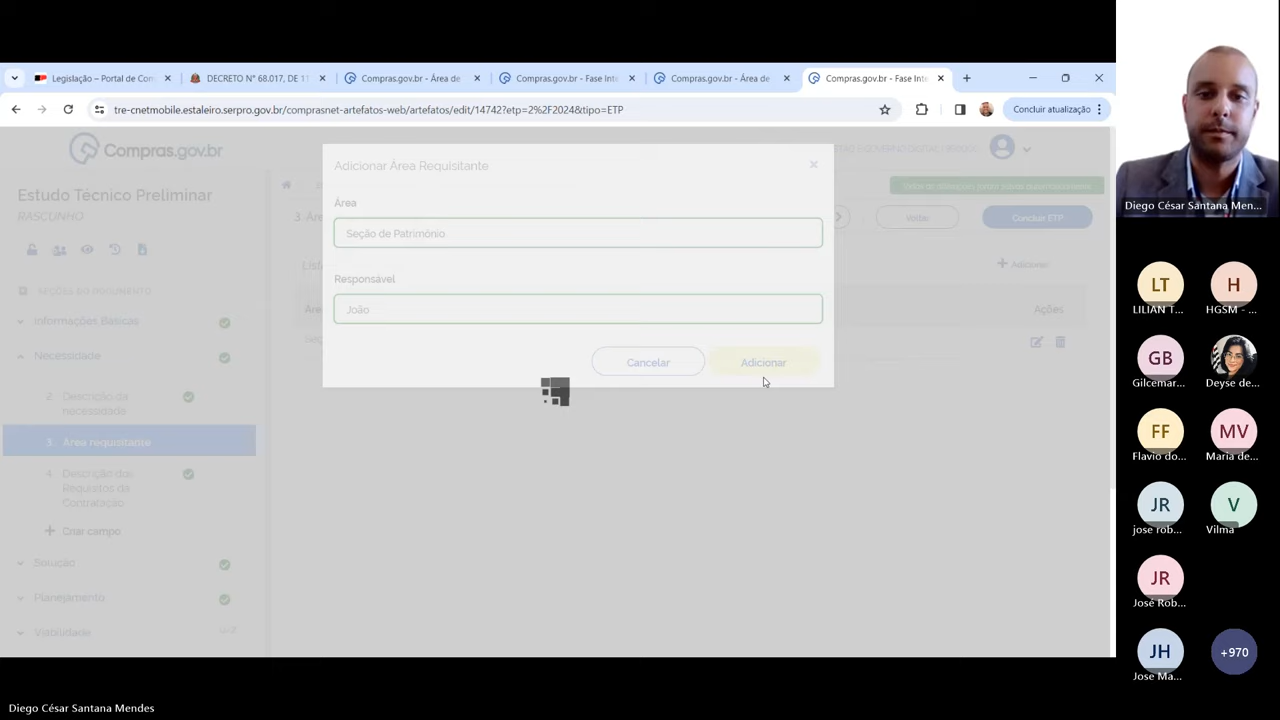 Legislação – Portal de Con
DECRETO N° 68.017, DE 11
Compras.gov.br - Área de
Compras.gov.br - Fase Inte
Compras.gov.br - Área de
Compras.gov.br - Fase Inte
tre-cnetmobile.estaleiro.serpro.gov.br/comprasnet-artefatos-web/artefatos/edit/14742?etp=2%2F2024&tipo=ETP
Concluir atualização
Compras.gov.br
Estudo Técnico Preliminar
RASCUNHO
SEÇÕES DO DOCUMENTO
Informações Básicas
Necessidade
2 Descrição da
necessidade
3 Área requisitante
4 Descrição dos
Requisitos da
Contratação
Criar campo
Solução
Planejamento
Viabilidade
Adicionar Área Requisitante
Área
Seção de Patrimônio
Responsável
João
Cancelar
Adicionar
Voltar
Concluir ETP
Adicionar
Ações
Diego César Santana Men...
LT
LILIAN T...
H
HGSM - ...
GB
Gilcemar...
Deyse de...
FF
Flavio do...
MV
Maria de...
JR
jose rob...
V
Vilma
JR
José Rob...
JH
Jose Ma...
+970
Diego César Santana Mendes